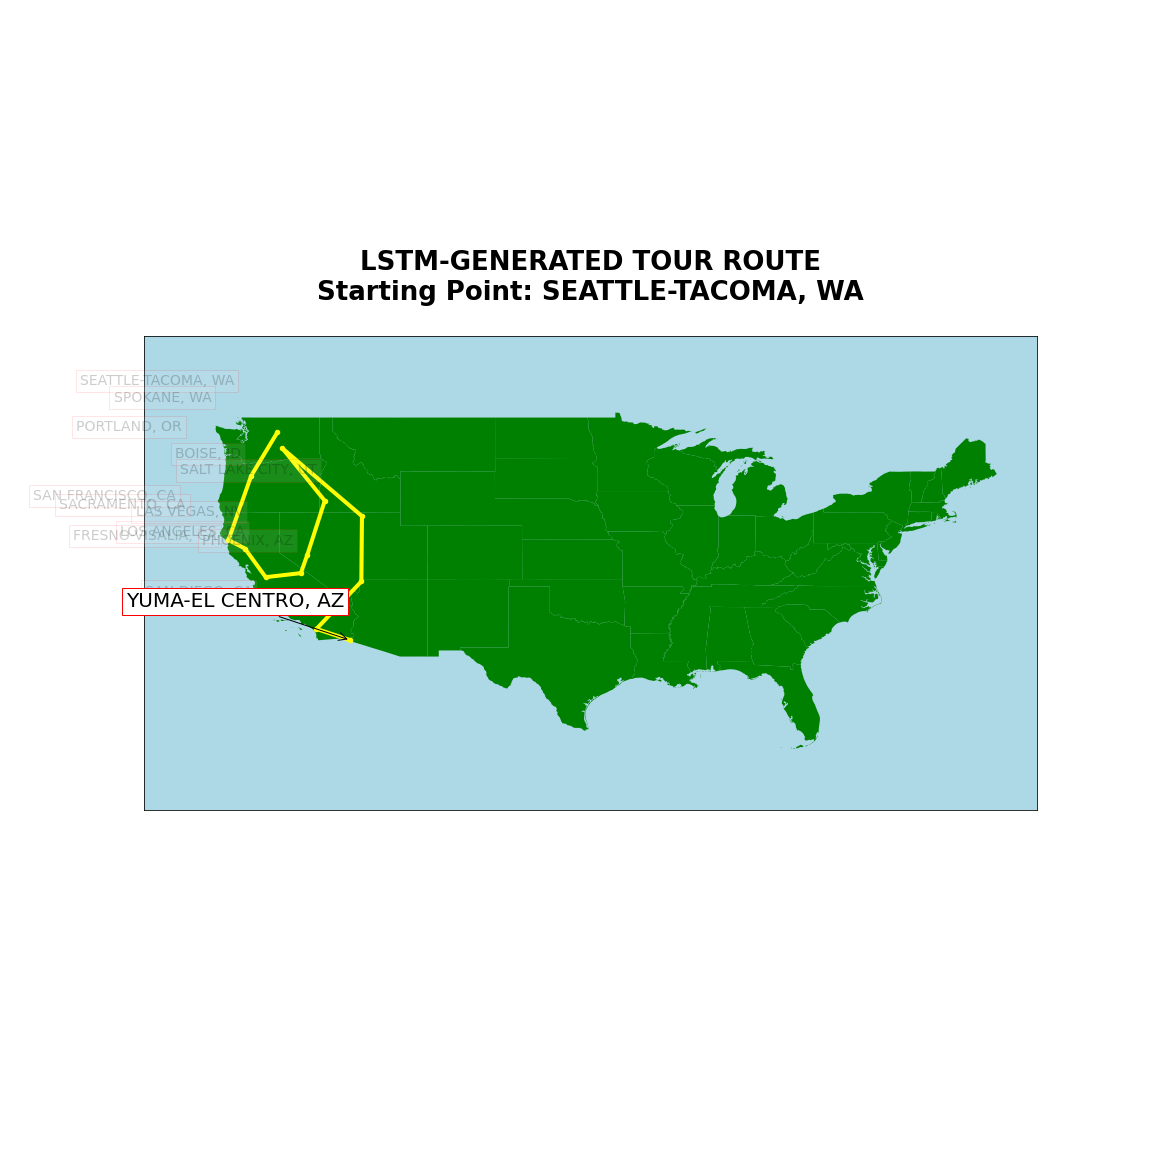 LSTM-GENERATED TOUR ROUTE
Starting Point: SEATTLE-TACOMA, WA
SEATTLE-TACOMA, WA
SPOKANE, WA
PORTLAND, OR
BOISE, ID
SALT LAKE CITY, UT
SAN FRANCISCO, CA
SACRAMENTO, CA
LAS VEGAS, NV
LOS ANGELES, CA
FRESNO-VISALIA, CA
PHOENIX, AZ
SAN DIEGO, CA
YUMA-EL CENTRO, AZ